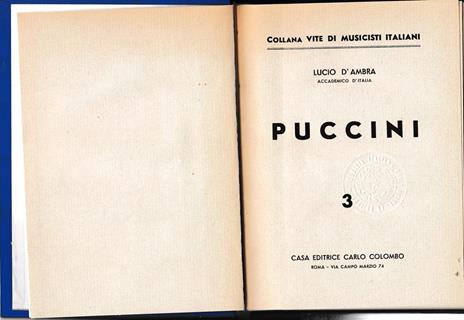 COLLANA VITE DI MUSICISTI ITALIANI
LUCIO D'AMBRA
ACCADEMICO D'ITALIA
PUCCINI
3
CASA EDITRICE CARLO COLOMBO
ROMA - VIA CAMPO MARZIO 74